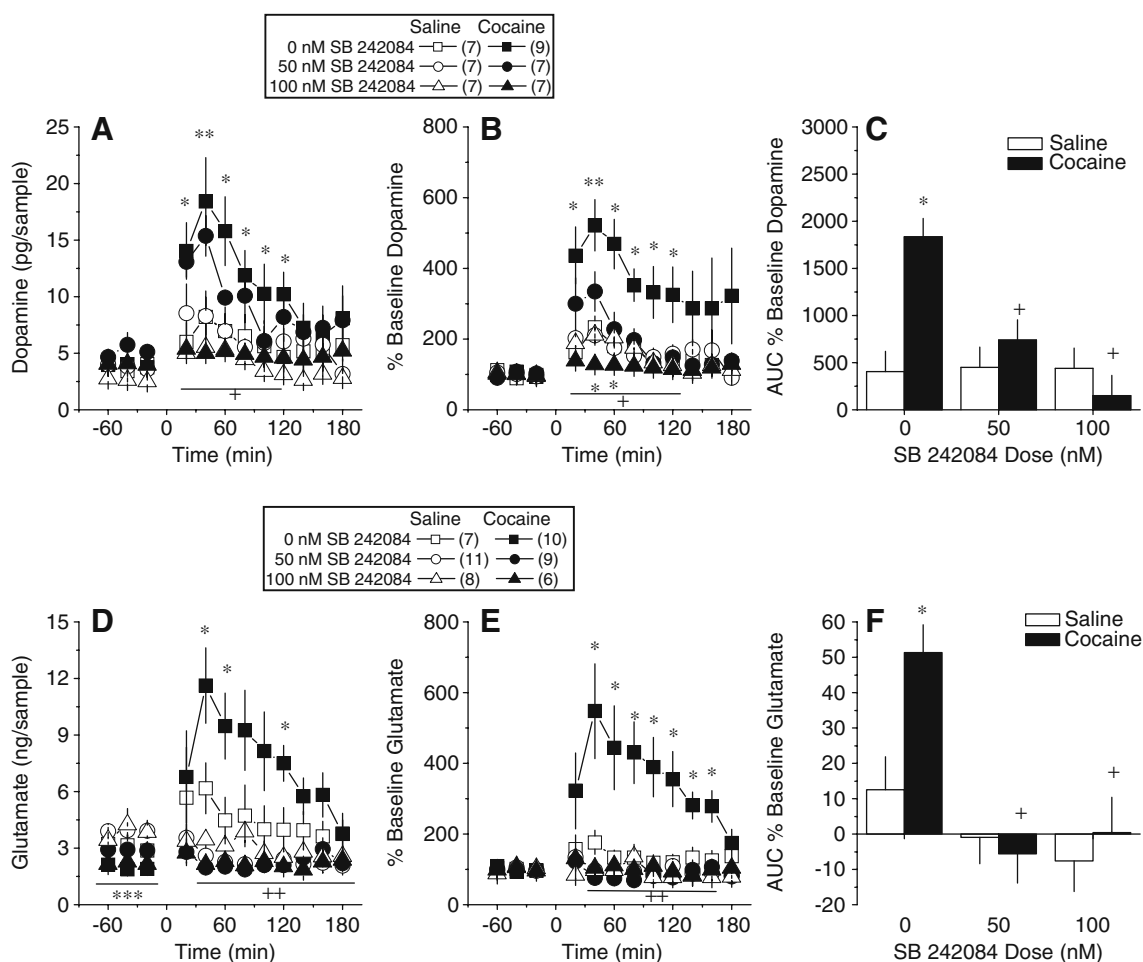 Saline Cocaine
0 nM SB 242084 (7) (9)
50 nM SB 242084 (7) (7)
100 nM SB 242084 (7) (7)
A
Dopamine (pg/sample)
25
20
15
10
5
0
* ** * * * *
+
-60 0 60 120 180
Time (min)
B
% Baseline Dopamine
800
600
400
200
0
* ** * * * *
* *
+
-60 0 60 120 180
Time (min)
C
AUC % Baseline Dopamine
3000
2500
2000
1500
1000
500
0
Saline
Cocaine
*
+
+
0 50 100
SB 242084 Dose (nM)
Saline Cocaine
0 nM SB 242084 (7) (10)
50 nM SB 242084 (11) (9)
100 nM SB 242084 (8) (6)
D
Glutamate (ng/sample)
15
12
9
6
3
0
* * *
*** ++
-60 0 60 120 180
Time (min)
E
% Baseline Glutamate
800
600
400
200
0
* * * * * * *
++
-60 0 60 120 180
Time (min)
F
AUC % Baseline Glutamate
60
50
40
30
20
10
0
-10
-20
Saline
Cocaine
*
+
+
0 50 100
SB 242084 Dose (nM)